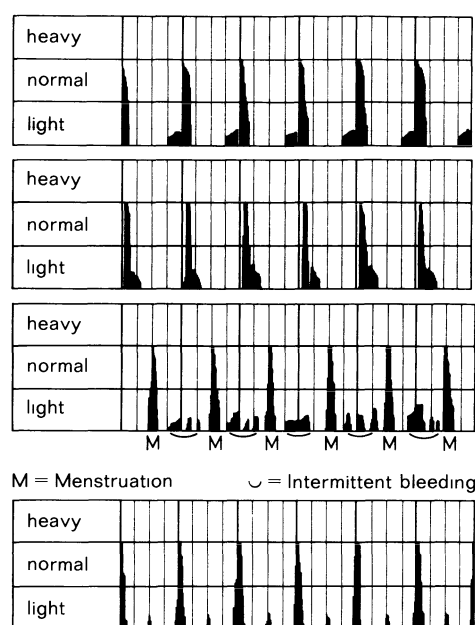 heavy
normal
light
heavy
normal
light
heavy
normal
light
M M M M M M
M = Menstruation ◡ = Intermittent bleeding
heavy
normal
light